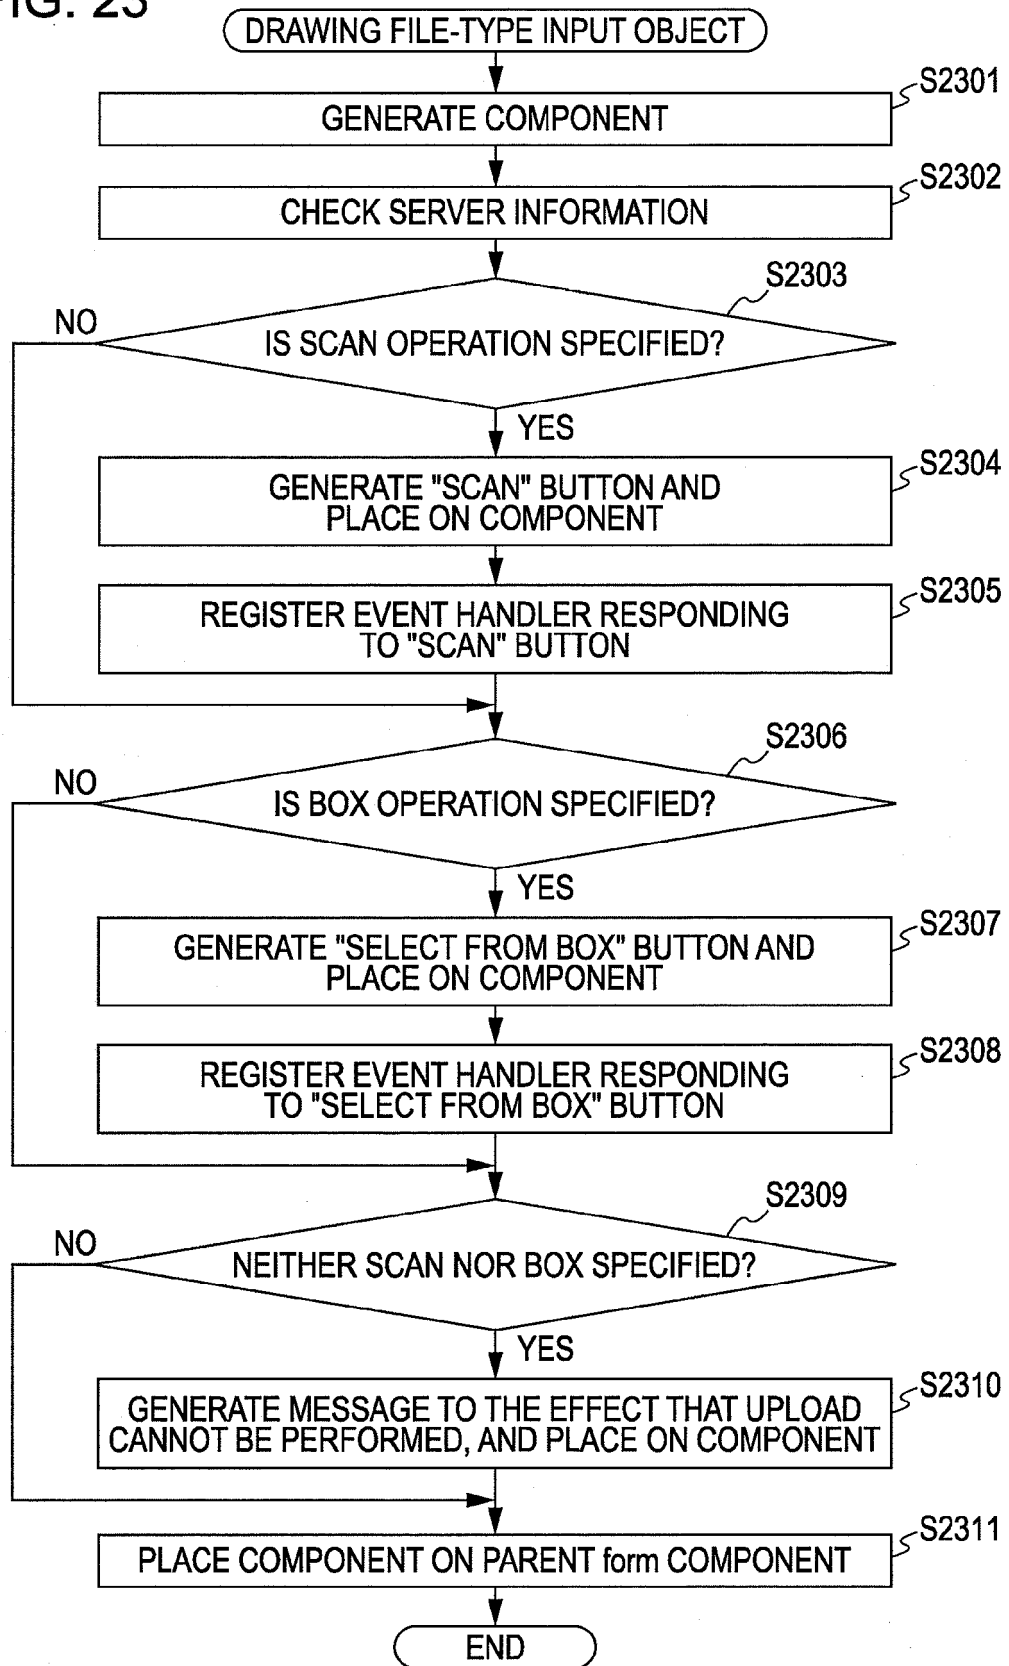 FIG. 23
DRAWING FILE-TYPE INPUT OBJECT
S2301
GENERATE COMPONENT
S2302
CHECK SERVER INFORMATION
S2303
NO
IS SCAN OPERATION SPECIFIED?
YES
S2304
GENERATE "SCAN" BUTTON AND
PLACE ON COMPONENT
S2305
REGISTER EVENT HANDLER RESPONDING
TO "SCAN" BUTTON
S2306
NO
IS BOX OPERATION SPECIFIED?
YES
S2307
GENERATE "SELECT FROM BOX" BUTTON AND
PLACE ON COMPONENT
S2308
REGISTER EVENT HANDLER RESPONDING
TO "SELECT FROM BOX" BUTTON
S2309
NO
NEITHER SCAN NOR BOX SPECIFIED?
YES
S2310
GENERATE MESSAGE TO THE EFFECT THAT UPLOAD
CANNOT BE PERFORMED, AND PLACE ON COMPONENT
S2311
PLACE COMPONENT ON PARENT form COMPONENT
END